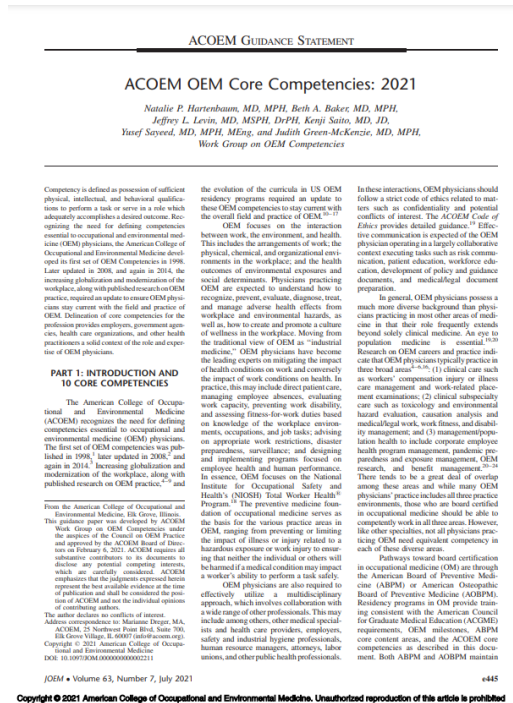 ACOEM GUIDANCE STATEMENT
ACOEM OEM Core Competencies: 2021
Natalie P. Hartenbaum, MD, MPH, Beth A. Baker, MD, MPH,
Jeffrey L. Levin, MD, MSPH, DrPH, Kenji Saito, MD, JD,
Yusef Sayeed, MD, MPH, MEng, and Judith Green-McKenzie, MD, MPH,
Work Group on OEM Competencies
Competency is defined as possession of sufficient
physical, intellectual, and behavioral qualifica-
tions to perform a task or serve in a role which
adequately accomplishes a desired outcome. Rec-
ognizing the need for defining competencies
essential to occupational and environmental med-
icine (OEM) physicians, the American College of
Occupational and Environmental Medicine devel-
oped its first set of OEM Competencies in 1998.
Later updated in 2008, and again in 2014, the
increasing globalization and modernization of the
workplace, along with published research on OEM
practice, required an update to ensure OEM physi-
cians stay current with the field and practice of
OEM. Delineation of core competencies for the
profession provides employers, government agen-
cies, health care organizations, and other health
practitioners a solid context of the role and exper-
tise of OEM physicians.
PART 1: INTRODUCTION AND
10 CORE COMPETENCIES
The American College of Occupa-
tional and Environmental Medicine
(ACOEM) recognizes the need for defining
competencies essential to occupational and
environmental medicine (OEM) physicians.
The first set of OEM competencies was pub-
lished in 1998,1 later updated in 2008,2 and
again in 2014.3 Increasing globalization and
modernization of the workplace, along with
published research on OEM practice,4–9 and
From the American College of Occupational and
Environmental Medicine, Elk Grove, Illinois.
This guidance paper was developed by ACOEM
Work Group on OEM Competencies under
the auspices of the Council on OEM Practice
and approved by the ACOEM Board of Direc-
tors on February 6, 2021. ACOEM requires all
substantive contributors to its documents to
disclose any potential competing interests,
which are carefully considered. ACOEM
emphasizes that the judgments expressed herein
represent the best available evidence at the time
of publication and shall be considered the posi-
tion of ACOEM and not the individual opinions
of contributing authors.
The author declares no conflicts of interest.
Address correspondence to: Marianne Dreger, MA,
ACOEM, 25 Northwest Point Blvd, Suite 700,
Elk Grove Village, IL 60007 (info@acoem.org).
Copyright © 2021 American College of Occupa-
tional and Environmental Medicine
DOI: 10.1097/JOM.0000000000002211
the evolution of the curricula in US OEM
residency programs required an update to
these OEM competencies to stay current with
the overall field and practice of OEM.10–17
OEM focuses on the interaction
between work, the environment, and health.
This includes the arrangements of work; the
physical, chemical, and organizational envi-
ronments in the workplace; and the health
outcomes of environmental exposures and
social determinants. Physicians practicing
OEM are expected to understand how to
recognize, prevent, evaluate, diagnose, treat,
and manage adverse health effects from
workplace and environmental hazards, as
well as, how to create and promote a culture
of wellness in the workplace. Moving from
the traditional view of OEM as “industrial
medicine,” OEM physicians have become
the leading experts on mitigating the impact
of health conditions on work and conversely
the impact of work conditions on health. In
practice, this may include direct patient care,
managing employee absences, evaluating
work capacity, preventing work disability,
and assessing fitness-for-work duties based
on knowledge of the workplace environ-
ments, occupations, and job tasks; advising
on appropriate work restrictions, disaster
preparedness, surveillance; and designing
and implementing programs focused on
employee health and human performance.
In essence, OEM focuses on the National
Institute for Occupational Safety and
Health’s (NIOSH) Total Worker Health®
Program.18 The preventive medicine foun-
dation of occupational medicine serves as
the basis for the various practice areas in
OEM, ranging from preventing or limiting
the impact of illness or injury related to a
hazardous exposure or work injury to ensur-
ing that neither the individual or others will
be harmed if a medical condition may impact
a worker’s ability to perform a task safely.
OEM physicians are also required to
effectively utilize a multidisciplinary
approach, which involves collaboration with
a wide range of other professionals. This may
include among others, other medical special-
ists and health care providers, employers,
safety and industrial hygiene professionals,
human resource managers, attorneys, labor
unions, and other public health professionals.
In these interactions, OEM physicians should
follow a strict code of ethics related to mat-
ters such as confidentiality and potential
conflicts of interest. The ACOEM Code of
Ethics provides detailed guidance.19 Effec-
tive communication is expected of the OEM
physician operating in a largely collaborative
context executing tasks such as risk commu-
nication, patient education, workforce edu-
cation, development of policy and guidance
documents, and medical/legal document
preparation.
In general, OEM physicians possess a
much more diverse background than physi-
cians practicing in most other areas of medi-
cine in that their role frequently extends
beyond solely clinical medicine. An eye to
population medicine is essential.19,20
Research on OEM careers and practice indi-
cate that OEM physicians typically practice in
three broad areas4–6,16: (1) clinical care such
as workers’ compensation injury or illness
care management and work-related place-
ment examinations; (2) clinical subspecialty
care such as toxicology and environmental
hazard evaluation, causation analysis and
medical/legal work, work fitness, and disabil-
ity management; and (3) management/popu-
lation health to include corporate employee
health program management, pandemic pre-
paredness and exposure management, OEM
research, and benefit management.20–24
There tends to be a great deal of overlap
among these areas and while many OEM
physicians’ practice includes all three practice
environments, those who are board certified
in occupational medicine should be able to
competently work in all three areas. However,
like other specialties, not all physicians prac-
ticing OEM need equivalent competency in
each of these diverse areas.
Pathways toward board certification
in occupational medicine (OM) are through
the American Board of Preventive Medi-
cine (ABPM) or American Osteopathic
Board of Preventive Medicine (AOBPM).
Residency programs in OM provide train-
ing consistent with the American Council
for Graduate Medical Education (ACGME)
requirements, OEM milestones, ABPM
core content areas, and the ACOEM core
competencies as described in this docu-
ment. Both ABPM and AOBPM maintain
JOEM • Volume 63, Number 7, July 2021
e445
Copyright © 2021 American College of Occupational and Environmental Medicine. Unauthorized reproduction of this article is prohibited